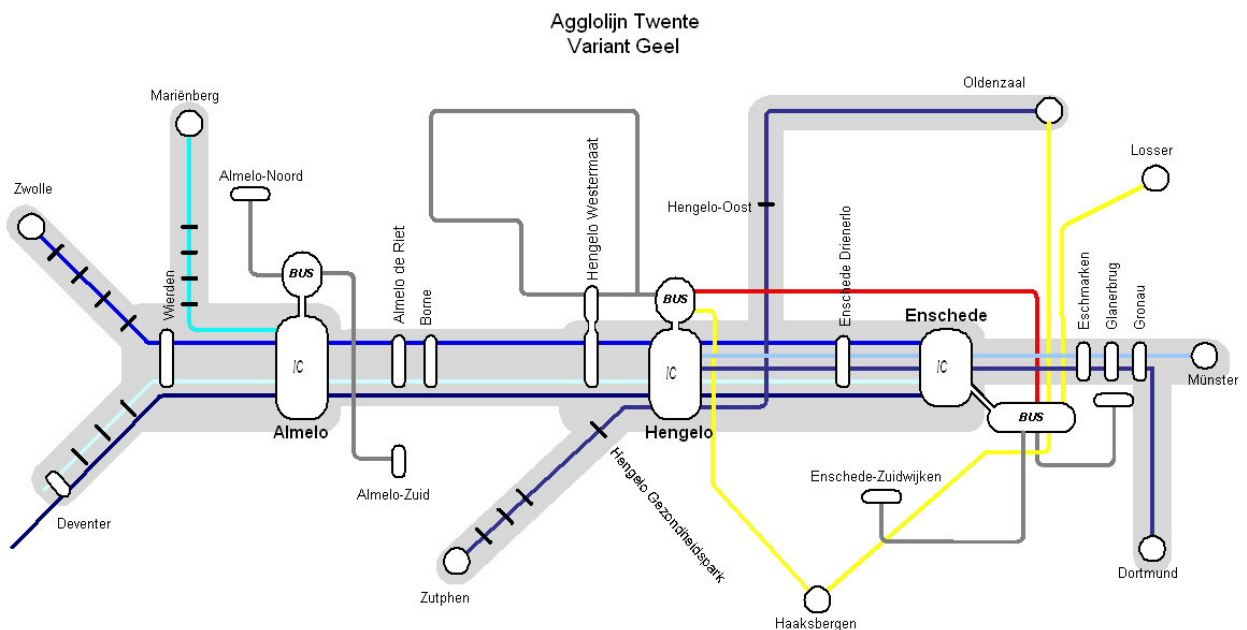 Agglolijn Twente
Variant Geel
Mariënberg
Oldenzaal
Losser
Zwolle
Almelo-Noord
Hengelo-Oost
Wierden
Almelo de Riet
Borne
Hengelo Westermaat
Enschede Drienerlo
Eschmarken
Glanerbrug
Gronau
BUS
BUS
Enschede
IC
IC
IC
Münster
Almelo
Hengelo
BUS
Hengelo Gezondheidspark
Enschede-Zuidwijken
Almelo-Zuid
Deventer
Zutphen
Dortmund
Haaksbergen